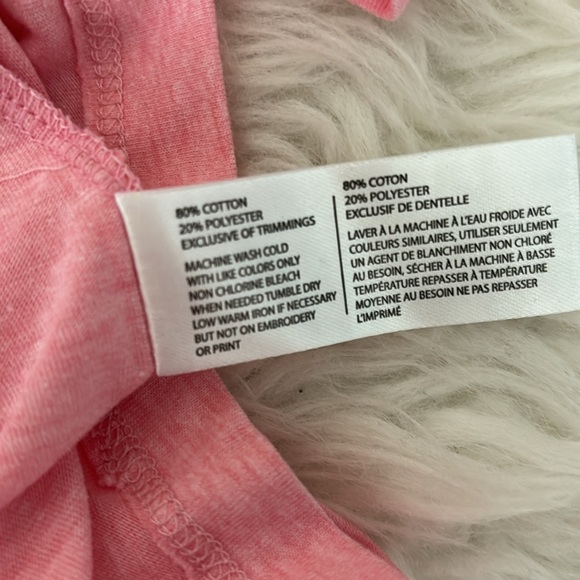 80% COTTON
20% POLYESTER
EXCLUSIVE OF TRIMMINGS
MACHINE WASH COLD
WITH LIKE COLORS ONLY
NON CHLORINE BLEACH
WHEN NEEDED TUMBLE DRY
LOW WARM IRON IF NECESSARY
BUT NOT ON EMBROIDERY
OR PRINT
80% COTON
20% POLYESTER
EXCLUSIF DE DENTELLE
LAVER À LA MACHINE À L'EAU FROIDE AVEC
COULEURS SIMILAIRES, UTILISER SEULEMENT
UN AGENT DE BLANCHIMENT NON CHLORÉ
AU BESOIN, SÉCHER À LA MACHINE À BASSE
TEMPÉRATURE REPASSER À TEMPÉRATURE
MOYENNE AU BESOIN NE PAS REPASSER
L'IMPRIMÉ